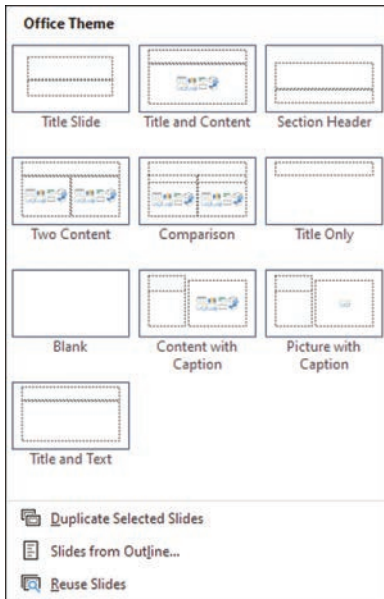 Office Theme
Title Slide
Title and Content
Section Header
Two Content
Comparison
Title Only
Blank
Content with
Caption
Picture with
Caption
Title and Text
Duplicate Selected Slides
Slides from Outline...
Reuse Slides